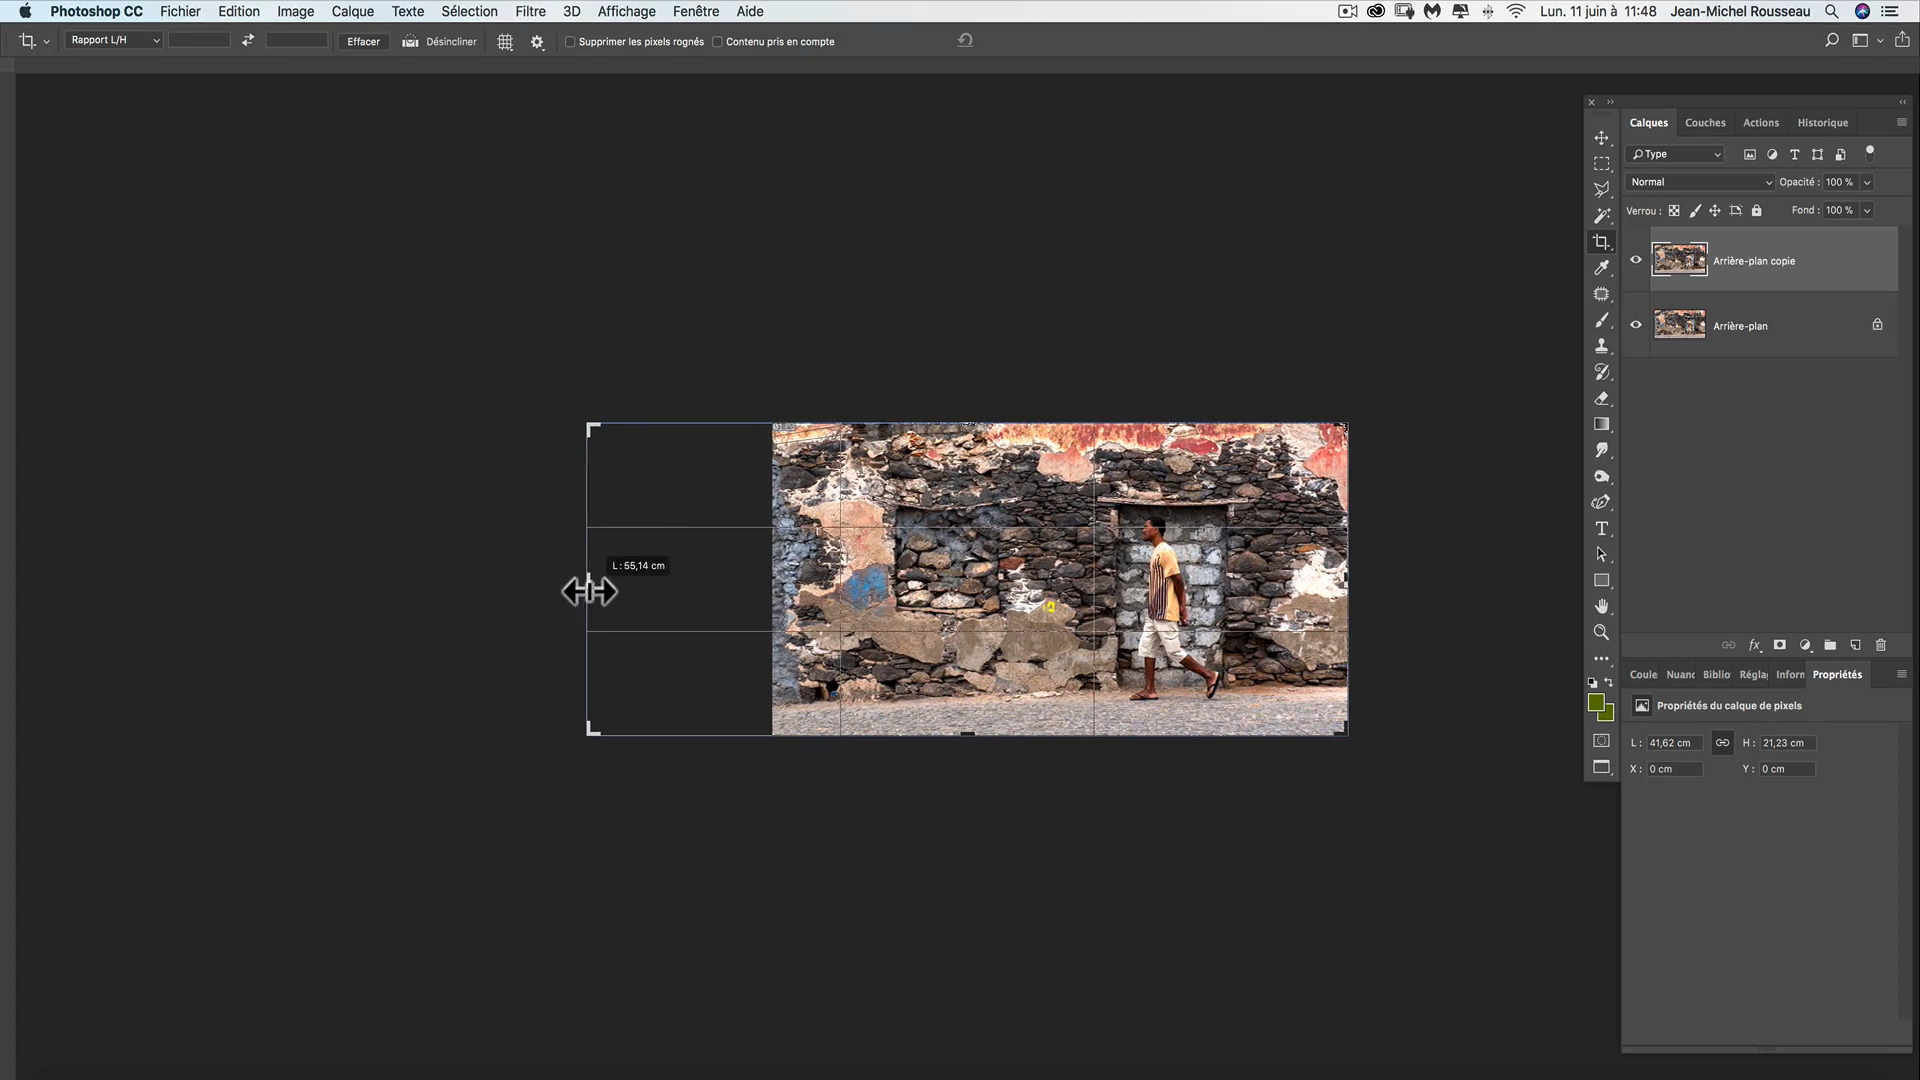 Photoshop CC Fichier Edition Image Calque Texte Sélection Filtre 3D Affichage Fenêtre Aide Lun. 11 juin à 11:48 Jean-Michel Rousseau
Rapport L/H Effacer Désincliner Supprimer les pixels rognés Contenu pris en compte
Calques Couches Actions Historique
Type
Normal Opacité : 100 %
Verrou : Fond : 100 %
Arrière-plan copie
Arrière-plan
01
L : 55,14 cm
fx
Coule Nuanc Biblio Réglag Inform Propriétés
Propriétés du calque de pixels
L : 41,62 cm H : 21,23 cm
X : 0 cm Y : 0 cm